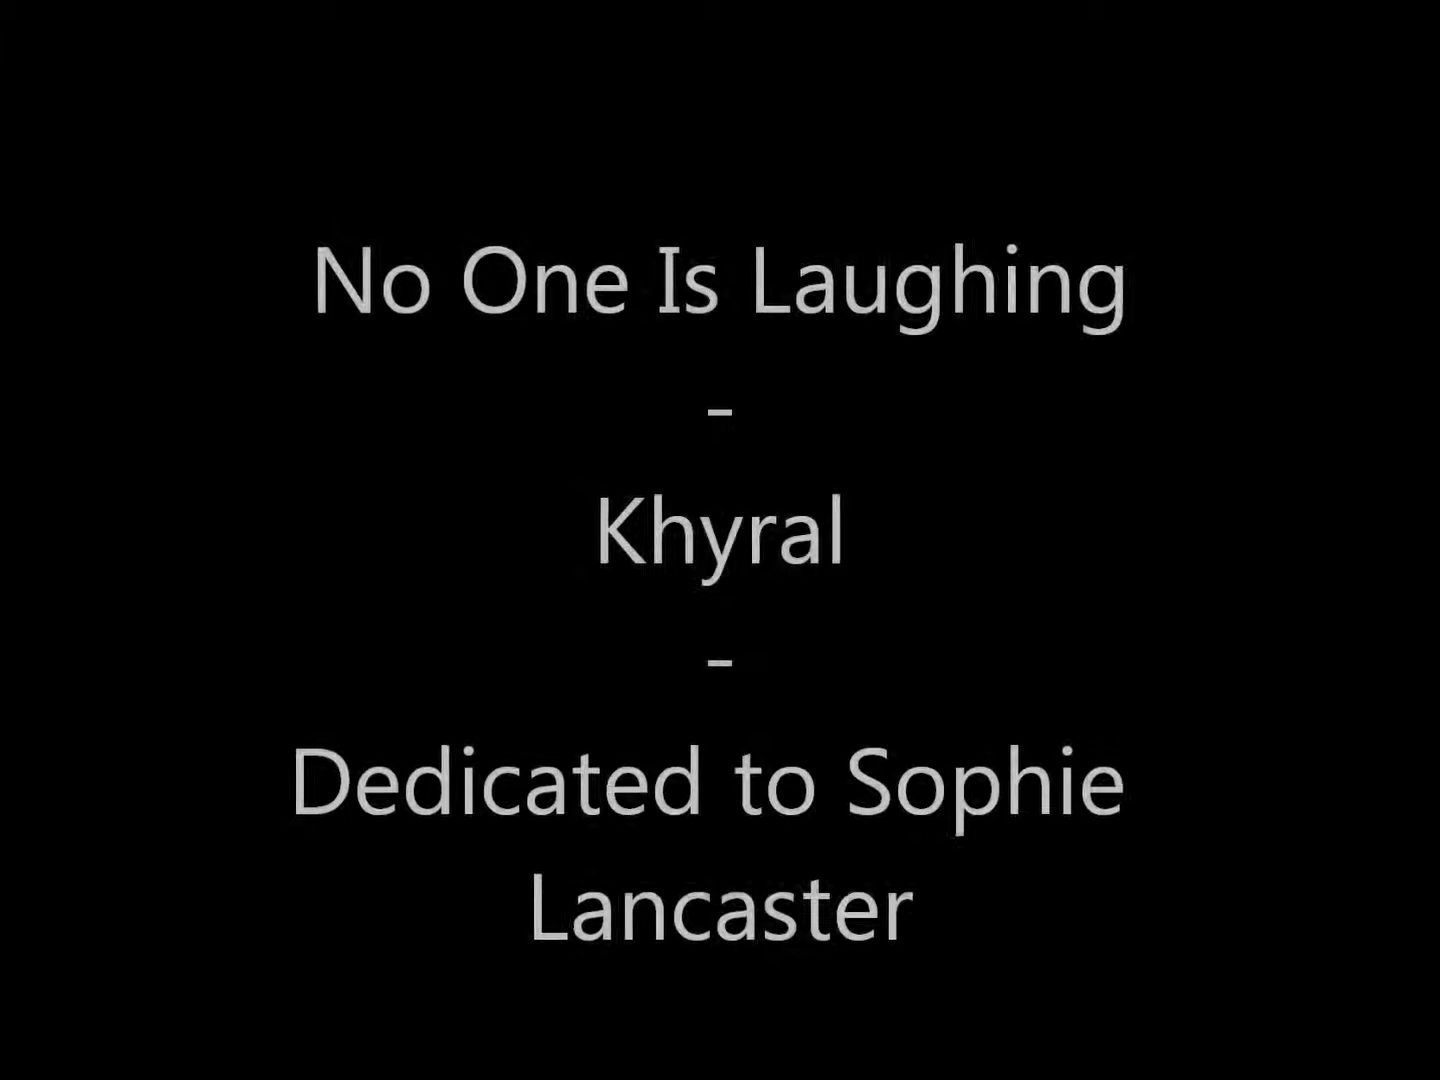 No One Is Laughing
-
Khyral
-
Dedicated to Sophie
Lancaster